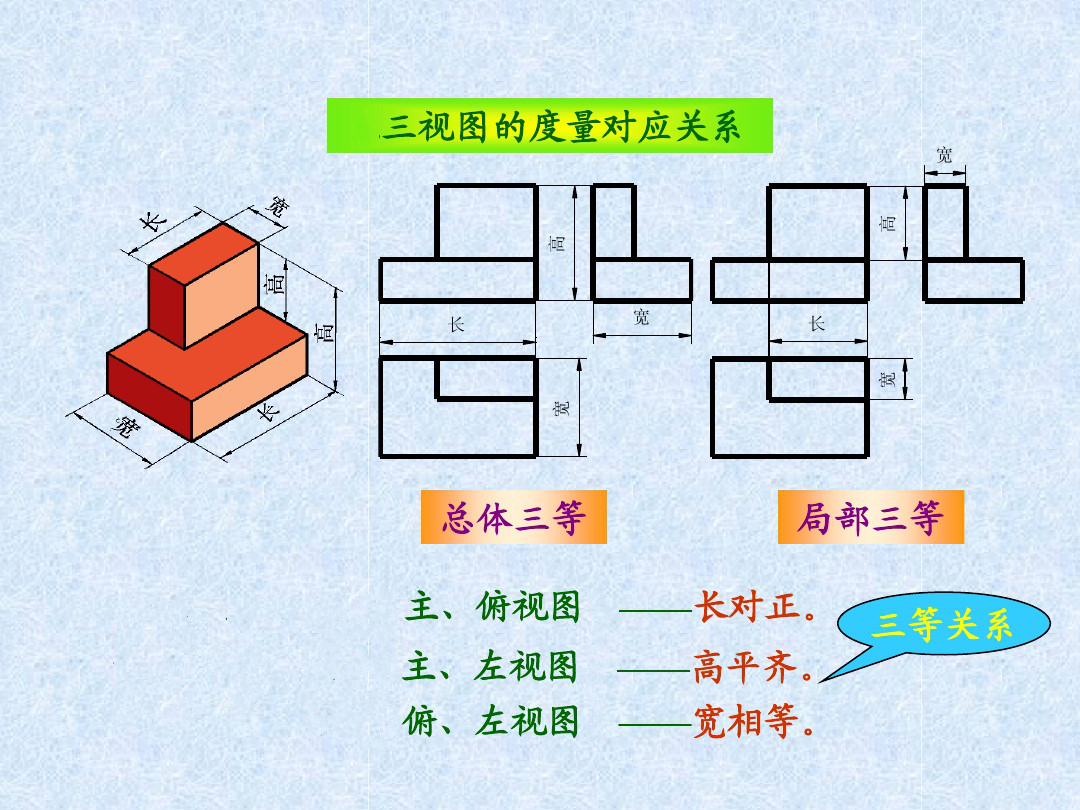 三视图的度量对应关系
长
宽
高
高
长
宽
高
长
宽
宽
宽
高
长
宽
总体三等
局部三等
主、俯视图 ——长对正。
主、左视图 ——高平齐。
俯、左视图 ——宽相等。
三等关系